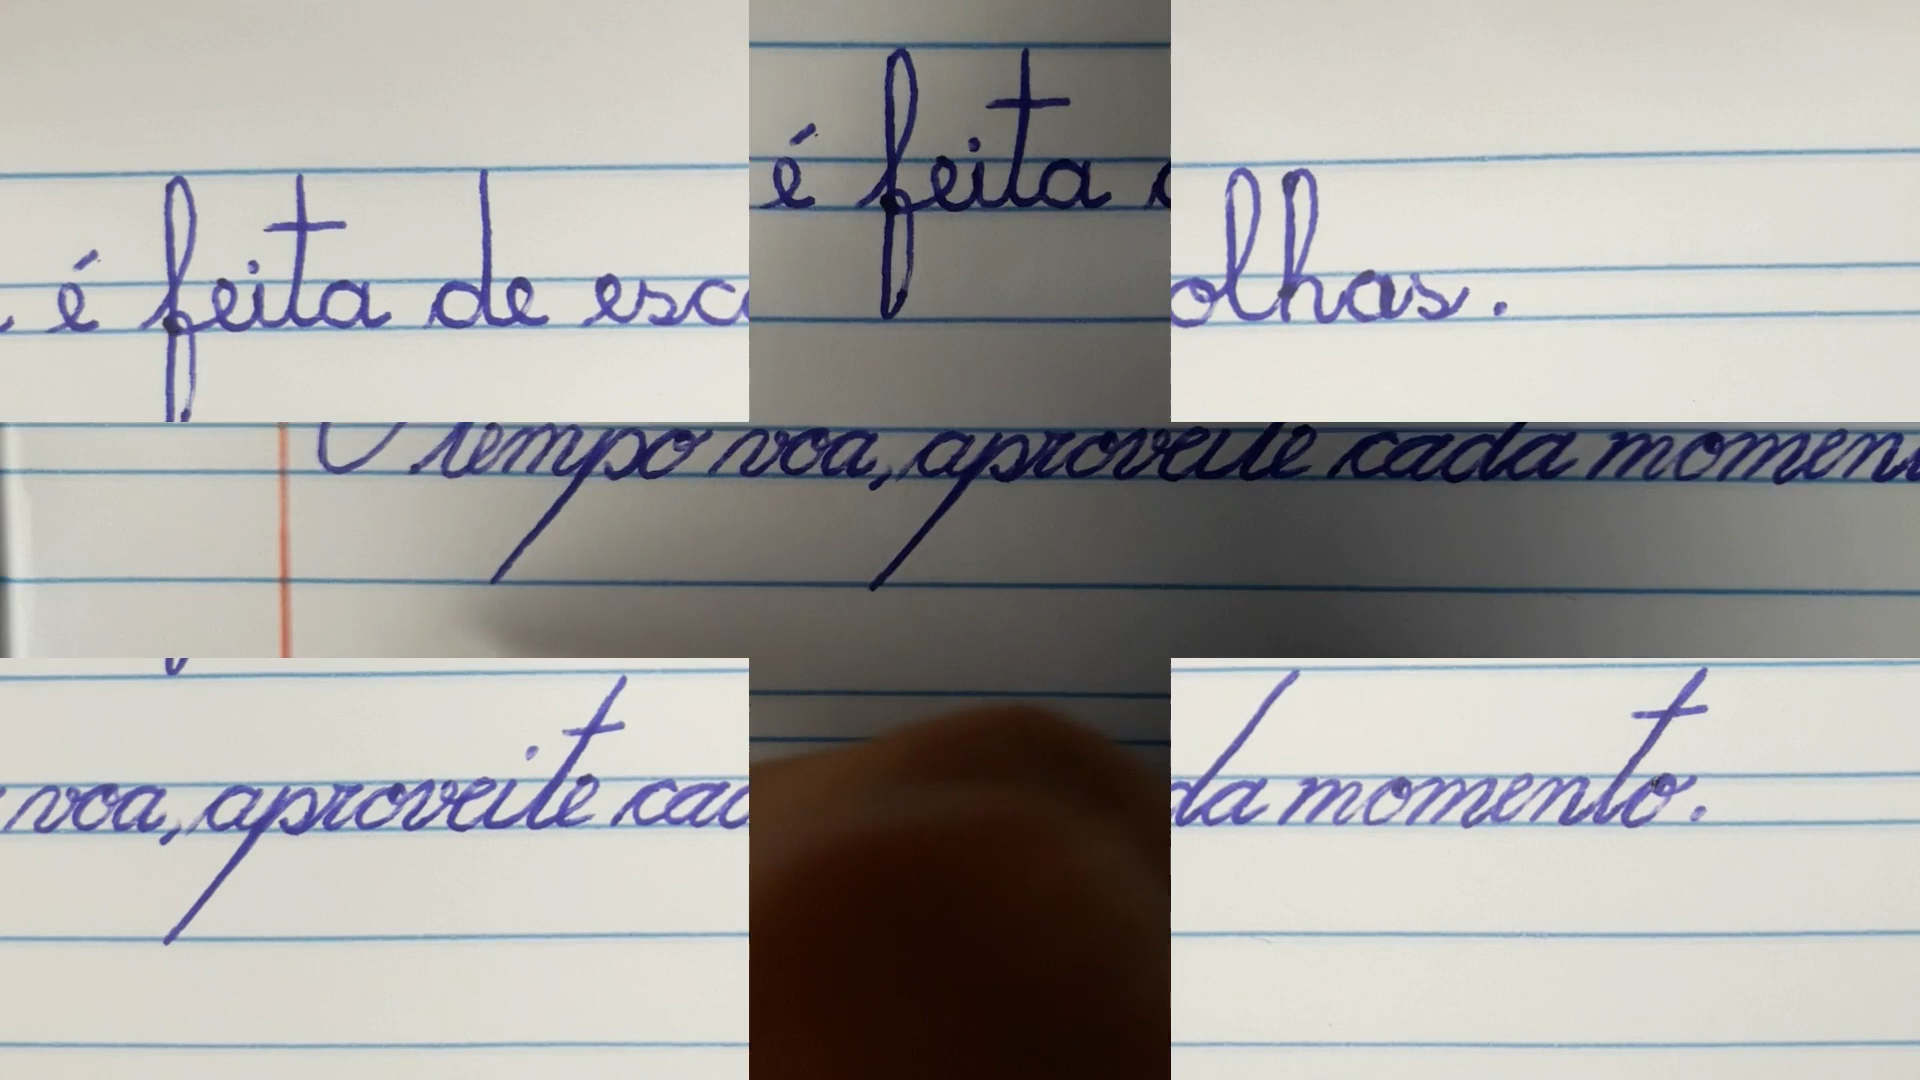 é feita de esc
é feita
olhas.
O tempo voa, aproveite cada momen
voa, aproveite cad
da momento.